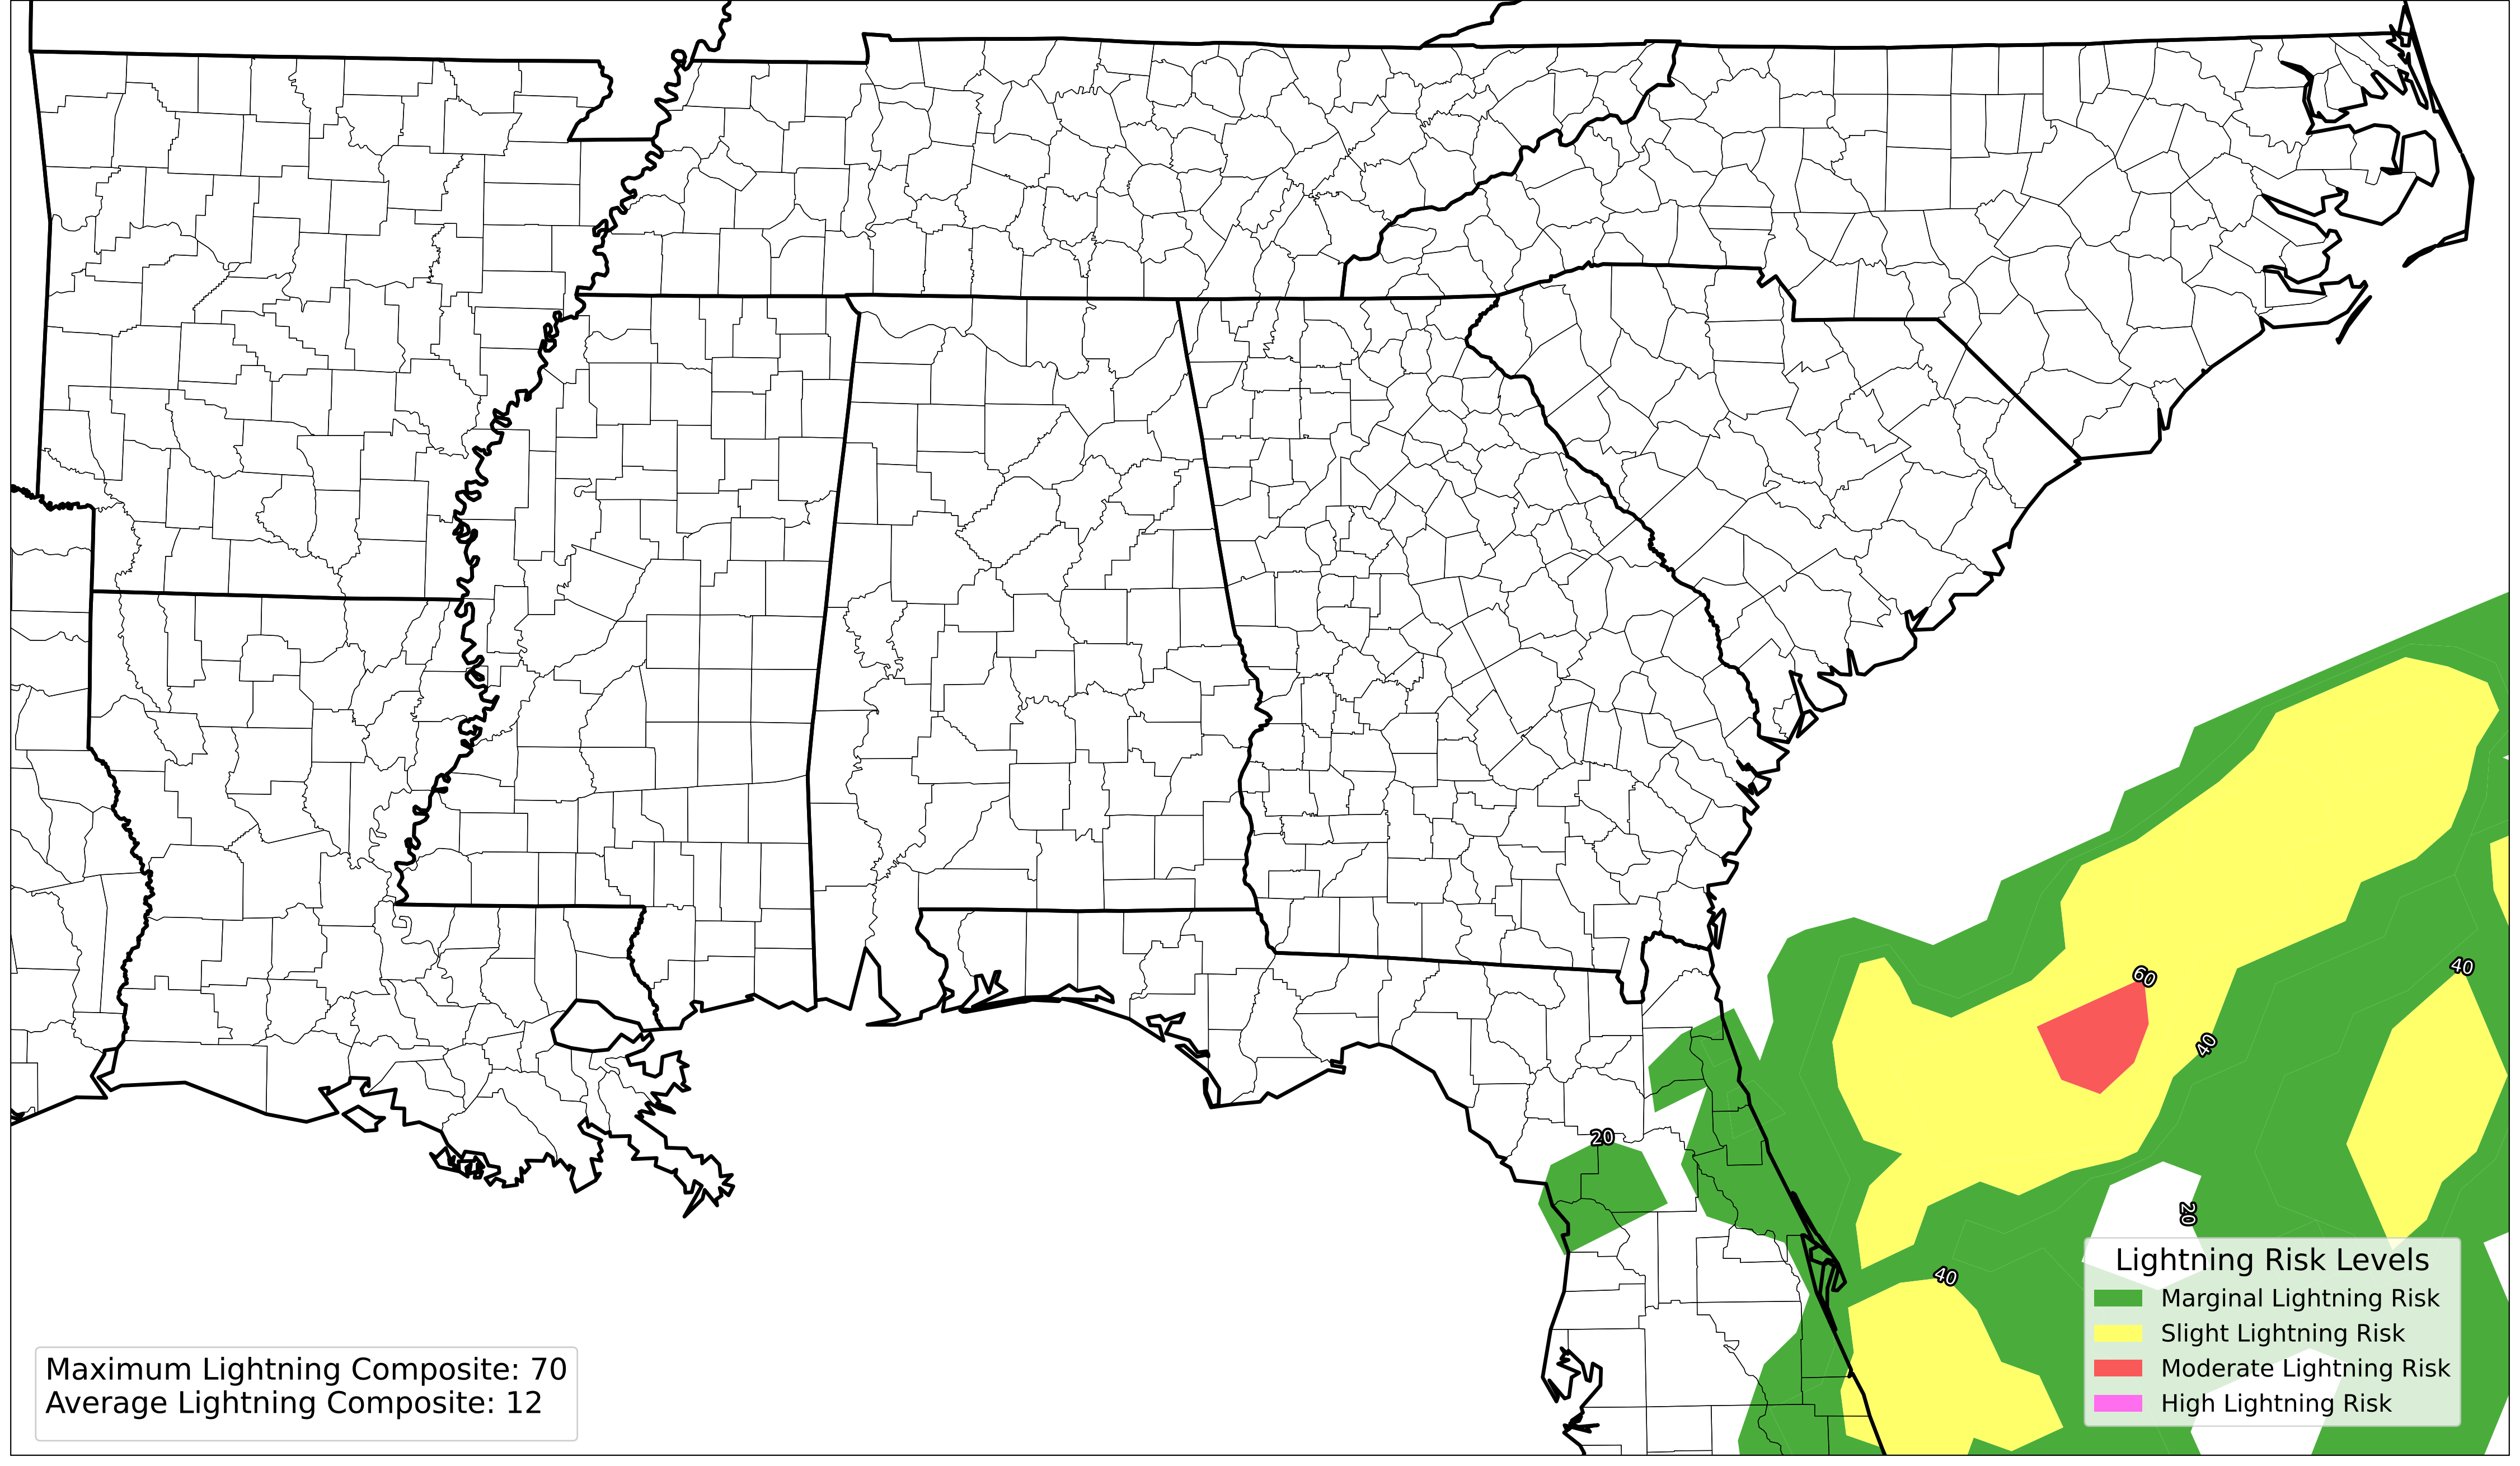 60
40
40
20
20
40
Lightning Risk Levels
Marginal Lightning Risk
Slight Lightning Risk
Moderate Lightning Risk
High Lightning Risk
Maximum Lightning Composite: 70
Average Lightning Composite: 12